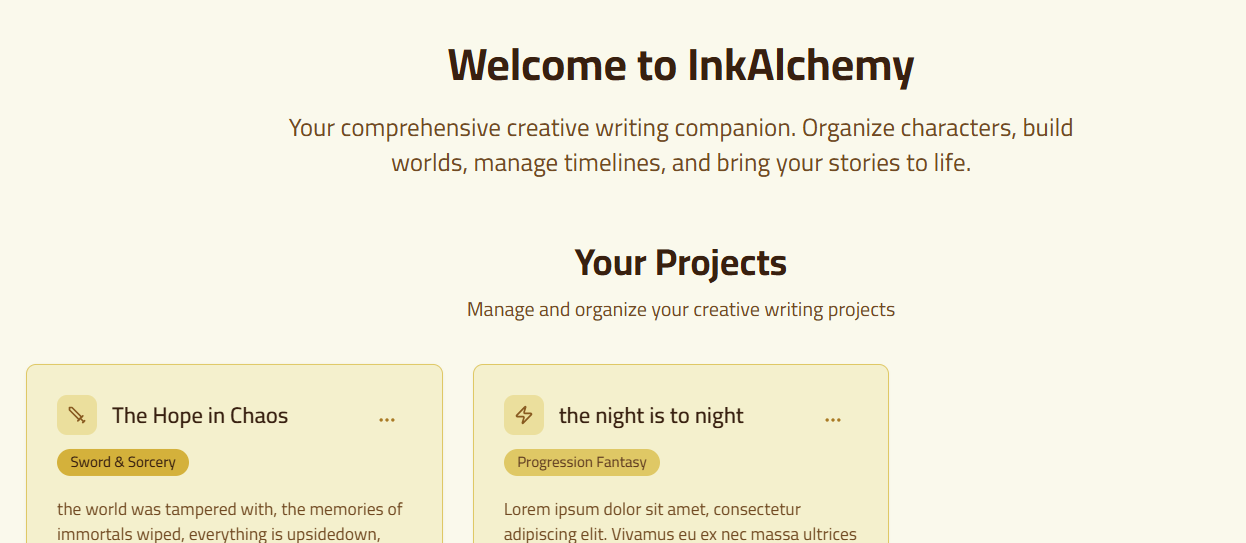 Welcome to InkAlchemy
Your comprehensive creative writing companion. Organize characters, build
worlds, manage timelines, and bring your stories to life.
Your Projects
Manage and organize your creative writing projects
The Hope in Chaos
...
Sword & Sorcery
the world was tampered with, the memories of
immortals wiped, everything is upsidedown,
the night is to night
...
Progression Fantasy
Lorem ipsum dolor sit amet, consectetur
adipiscing elit. Vivamus eu ex nec massa ultrices